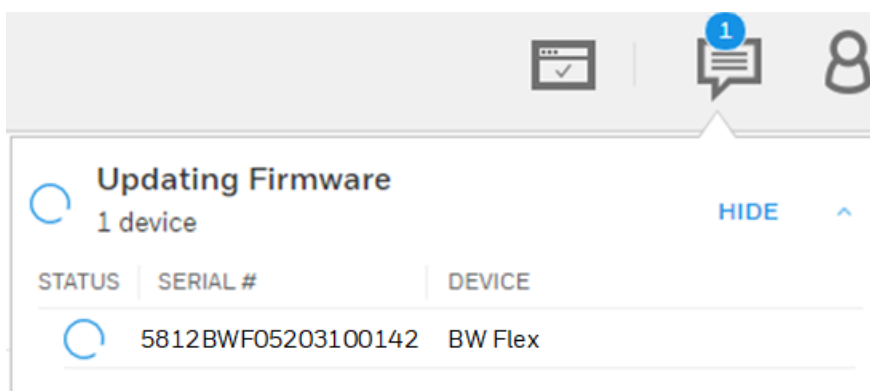 1
Updating Firmware
1 device
HIDE
STATUS SERIAL # DEVICE
5812BWF05203100142 BW Flex